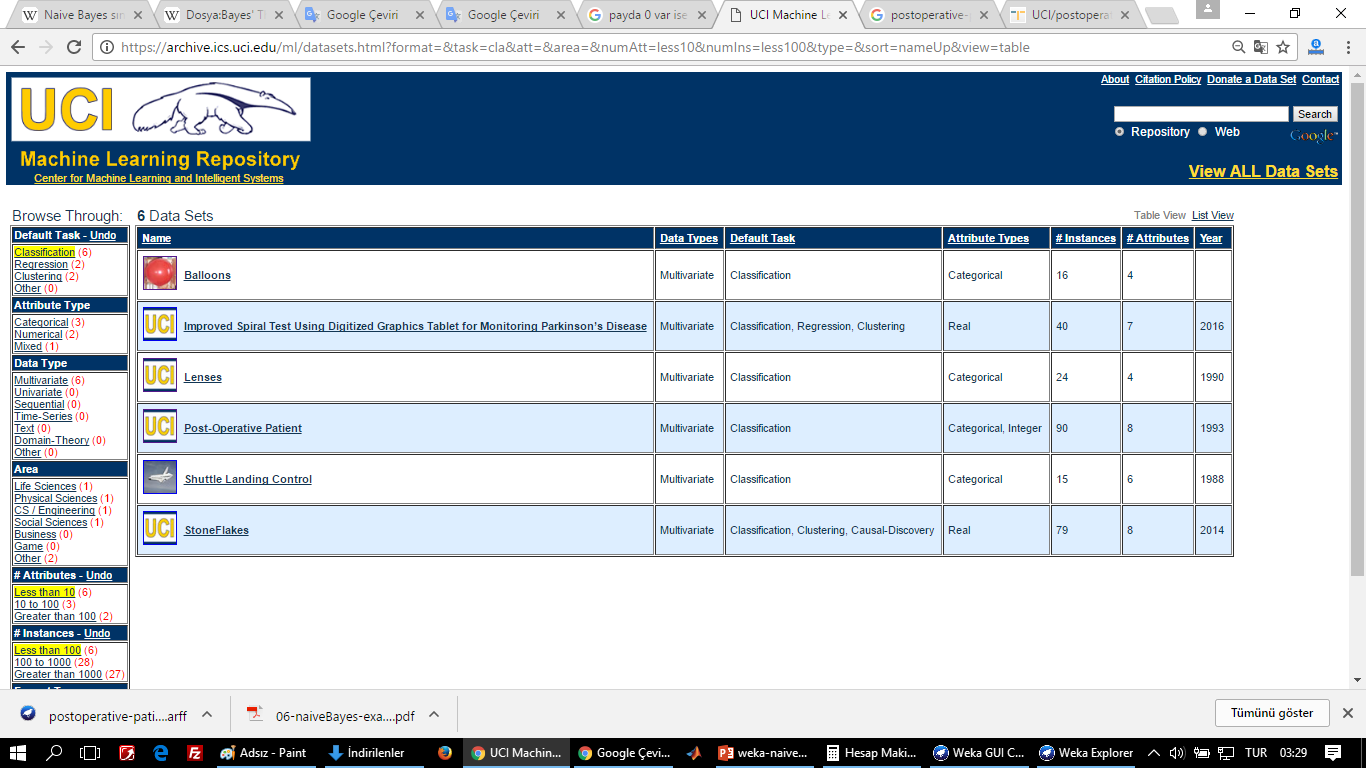 Naive Bayes sın
Dosya:Bayes' T
Google Çeviri
Google Çeviri
payda 0 var ise
UCI Machine Le
postoperative-
UCI/postopera
https://archive.ics.uci.edu/ml/datasets.html?format=&task=cla&att=&area=&numAtt=less10&numIns=less100&type=&sort=nameUp&view=table
UCI
About Citation Policy Donate a Data Set Contact
Search
Repository Web
Google
Machine Learning Repository
Center for Machine Learning and Intelligent Systems
View ALL Data Sets
Browse Through:
6 Data Sets
Table View List View
Default Task - Undo
Classification (6)
Regression (2)
Clustering (2)
Other (0)
Attribute Type
Categorical (3)
Numerical (2)
Mixed (1)
Data Type
Multivariate (6)
Univariate (0)
Sequential (0)
Time-Series (0)
Text (0)
Domain-Theory (0)
Other (0)
Area
Life Sciences (1)
Physical Sciences (1)
CS / Engineering (1)
Social Sciences (1)
Business (0)
Game (0)
Other (2)
# Attributes - Undo
Less than 10 (6)
10 to 100 (3)
Greater than 100 (2)
# Instances - Undo
Less than 100 (6)
100 to 1000 (28)
Greater than 1000 (27)
Name Data Types Default Task Attribute Types # Instances # Attributes Year
Balloons Multivariate Classification Categorical 16 4
UCI Improved Spiral Test Using Digitized Graphics Tablet for Monitoring Parkinson's Disease Multivariate Classification, Regression, Clustering Real 40 7 2016
UCI Lenses Multivariate Classification Categorical 24 4 1990
UCI Post-Operative Patient Multivariate Classification Categorical, Integer 90 8 1993
Shuttle Landing Control Multivariate Classification Categorical 15 6 1988
UCI StoneFlakes Multivariate Classification, Clustering, Causal-Discovery Real 79 8 2014
postoperative-pati....arff
06-naiveBayes-exa....pdf
Tümünü göster
Adsız - Paint
İndirilenler
UCI Machin...
Google Çevi...
weka-naive...
Hesap Maki...
Weka GUI C...
Weka Explorer
TUR
03:29